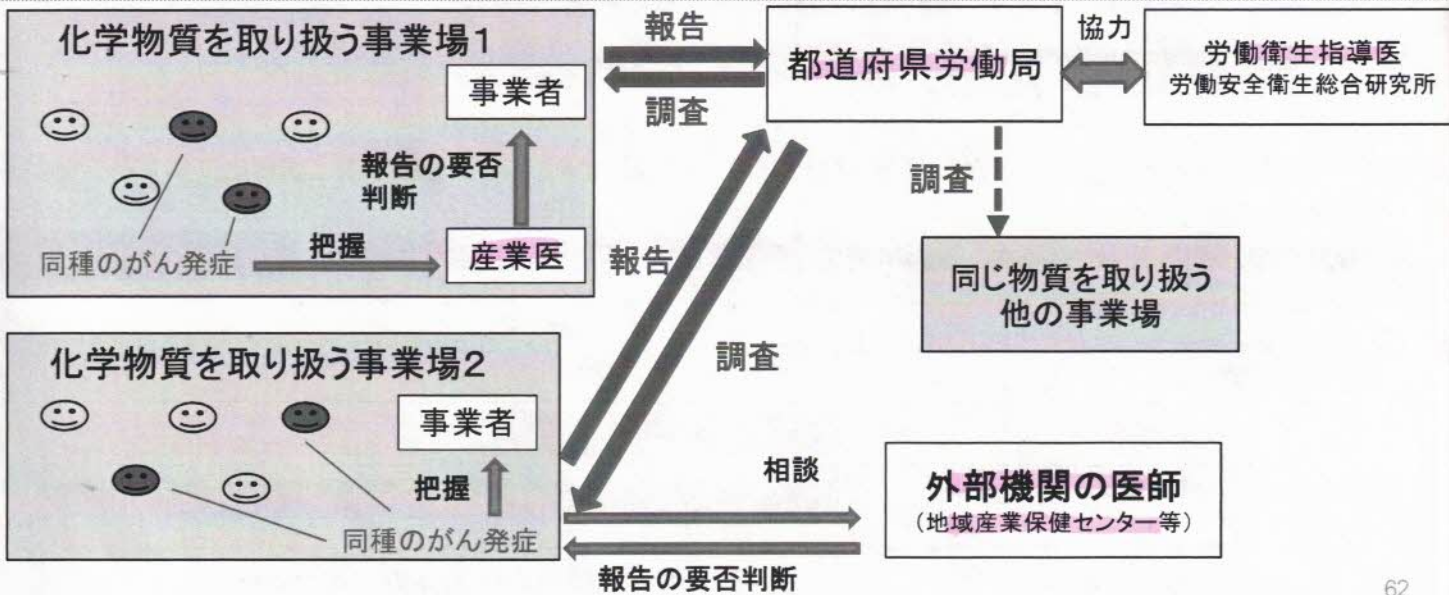 化学物質を取り扱う事業場1
事業者
報告の要否
判断
把握
同種のがん発症
産業医
報告
調査
都道府県労働局
協力
労働衛生指導医
労働安全衛生総合研究所
調査
同じ物質を取り扱う
他の事業場
報告
調査
化学物質を取り扱う事業場2
事業者
把握
同種のがん発症
相談
外部機関の医師
(地域産業保健センター等)
報告の要否判断
62